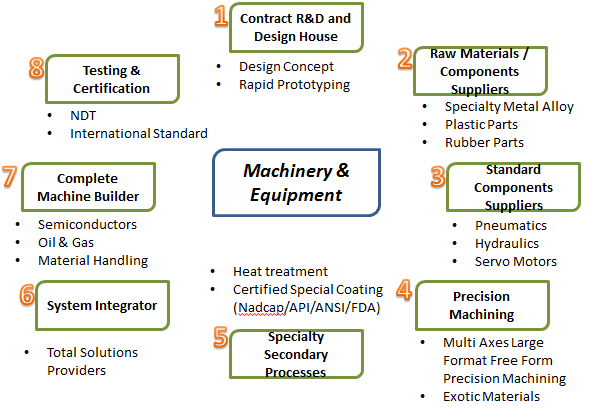 1
Contract R&D and
Design House
• Design Concept
• Rapid Prototyping
2
Raw Materials /
Components
Suppliers
• Specialty Metal Alloy
• Plastic Parts
• Rubber Parts
3
Standard
Components
Suppliers
• Pneumatics
• Hydraulics
• Servo Motors
4
Precision
Machining
• Multi Axes Large
Format Free Form
Precision Machining
• Exotic Materials
• Heat treatment
• Certified Special Coating
(Nadcap/API/ANSI/FDA)
5
Specialty
Secondary
Processes
6
System Integrator
• Total Solutions
Providers
7
Complete
Machine Builder
• Semiconductors
• Oil & Gas
• Material Handling
8
Testing &
Certification
• NDT
• International Standard
Machinery &
Equipment